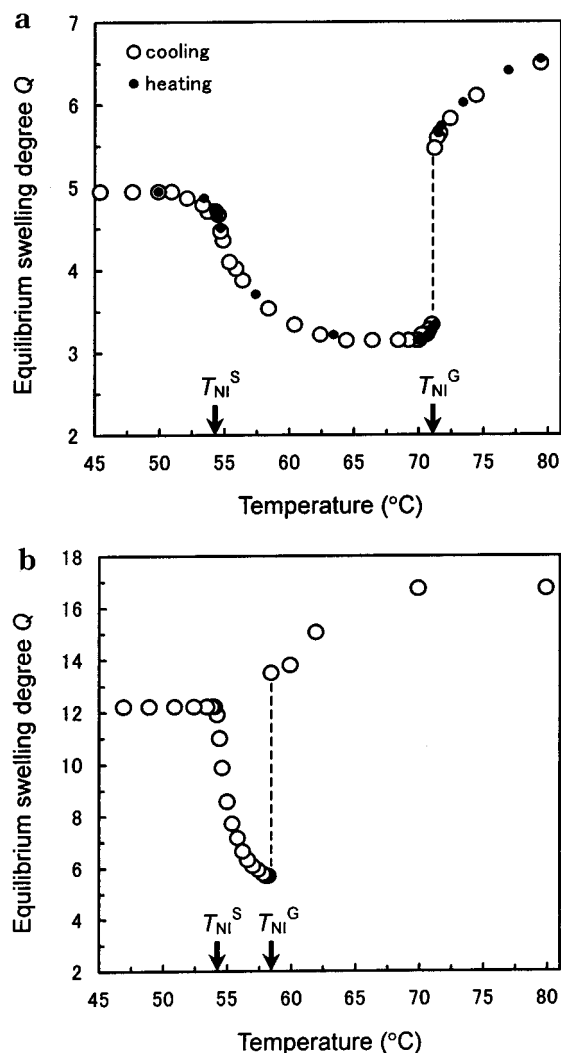 a
7
6
5
4
3
2
Equilibrium swelling degree Q
cooling
heating
T_NI^S
T_NI^G
45 50 55 60 65 70 75 80
Temperature (°C)
b
18
16
14
12
10
8
6
4
2
Equilibrium swelling degree Q
T_NI^S
T_NI^G
45 50 55 60 65 70 75 80
Temperature (°C)